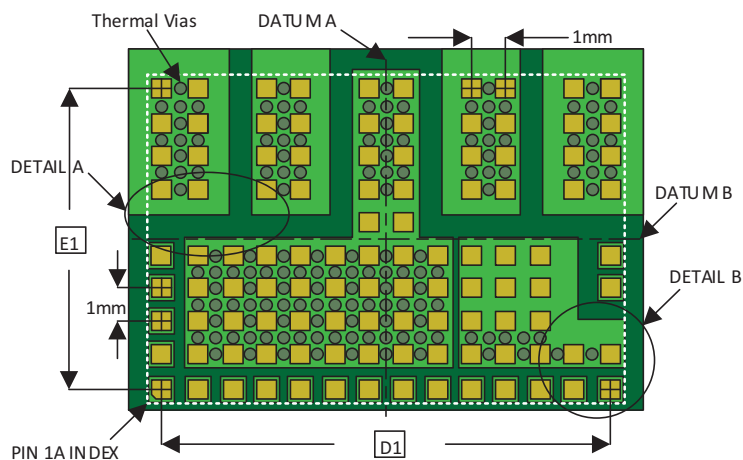 Thermal Vias
DATUM A
1mm
DETAIL A
DATUM B
E1
DETAIL B
1mm
PIN 1A INDEX
D1